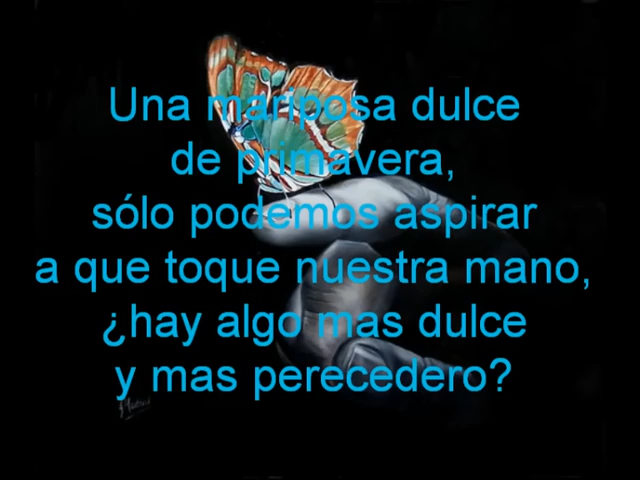 Una mariposa dulce
de primavera,
sólo podemos aspirar
a que toque nuestra mano,
¿hay algo mas dulce
y mas perecedero?